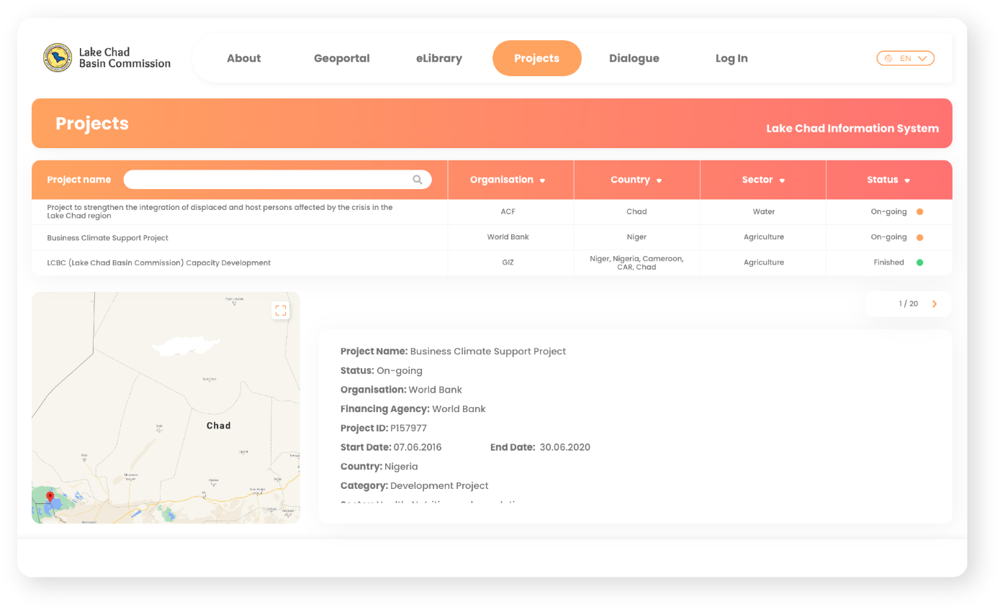 Lake Chad
Basin Commission
About
Geoportal
eLibrary
Projects
Dialogue
Log In
EN
Projects
Lake Chad Information System
Project name
Organisation
Country
Sector
Status
Project to strengthen the integration of displaced and host persons affected by the crisis in the
Lake Chad region
ACF
Chad
Water
On-going
Business Climate Support Project
World Bank
Niger
Agriculture
On-going
LCBC (Lake Chad Basin Commission) Capacity Development
GIZ
Niger, Nigeria, Cameroon,
CAR, Chad
Agriculture
Finished
Chad
1 / 20
Project Name: Business Climate Support Project
Status: On-going
Organisation: World Bank
Financing Agency: World Bank
Project ID: P157977
Start Date: 07.06.2016
End Date: 30.06.2020
Country: Nigeria
Category: Development Project